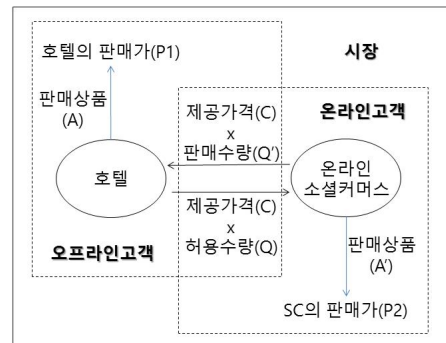 호텔의 판매가(P1)
시장
판매상품
(A)
제공가격(C)
x
판매수량(Q')
온라인고객
호텔
온라인
소셜커머스
제공가격(C)
x
허용수량(Q)
오프라인고객
판매상품
(A')
SC의 판매가(P2)